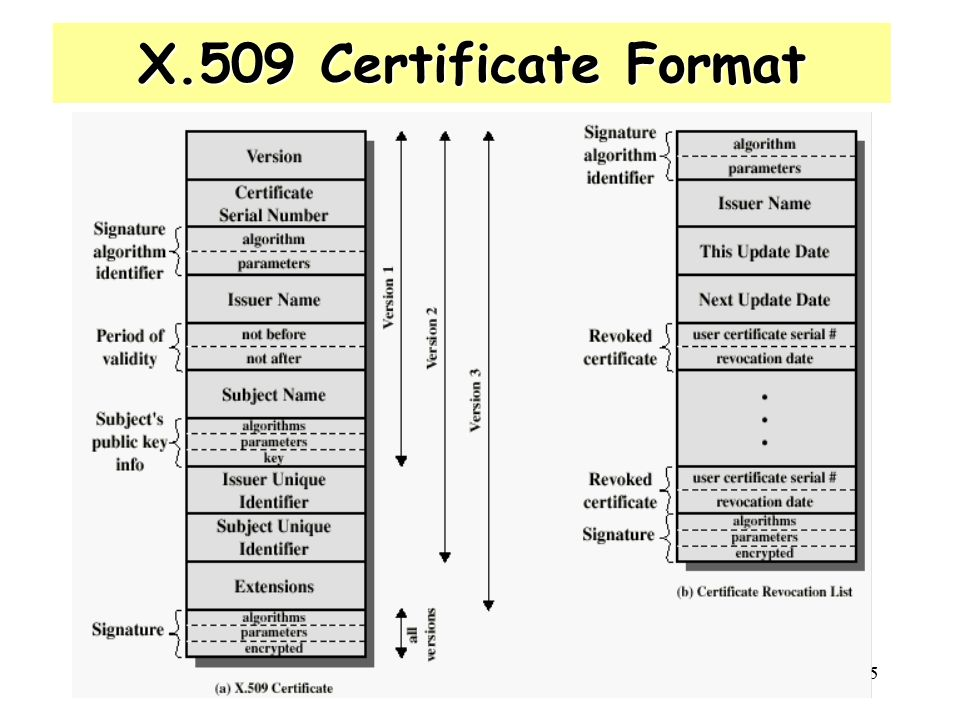 X.509 Certificate Format
Version
Certificate
Serial Number
Signature
algorithm
identifier
algorithm
parameters
Issuer Name
Period of
validity
not before
not after
Subject Name
Subject's
public key
info
algorithms
parameters
key
Issuer Unique
Identifier
Subject Unique
Identifier
Extensions
Signature
algorithms
parameters
encrypted
(a) X.509 Certificate
Version 1
Version 2
Version 3
all
versions
Signature
algorithm
identifier
algorithm
parameters
Issuer Name
This Update Date
Next Update Date
Revoked
certificate
user certificate serial #
revocation date
Revoked
certificate
user certificate serial #
revocation date
Signature
algorithms
parameters
encrypted
(b) Certificate Revocation List
5